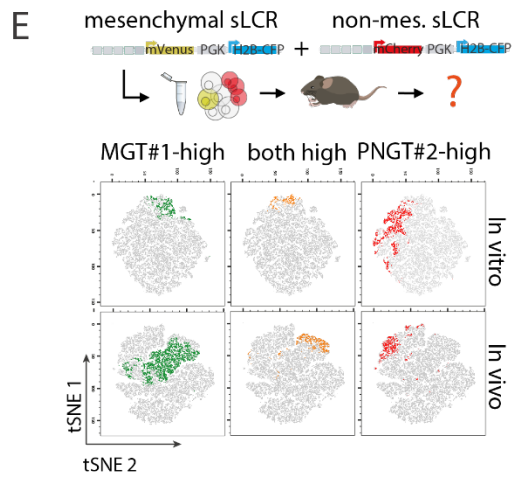 E
mesenchymal sLCR
non-mes. sLCR
mVenus PGK H2B-CFP
+
mCherry PGK H2B-CFP
?
MGT#1-high
both high
PNGT#2-high
In vitro
In vivo
tSNE 1
tSNE 2